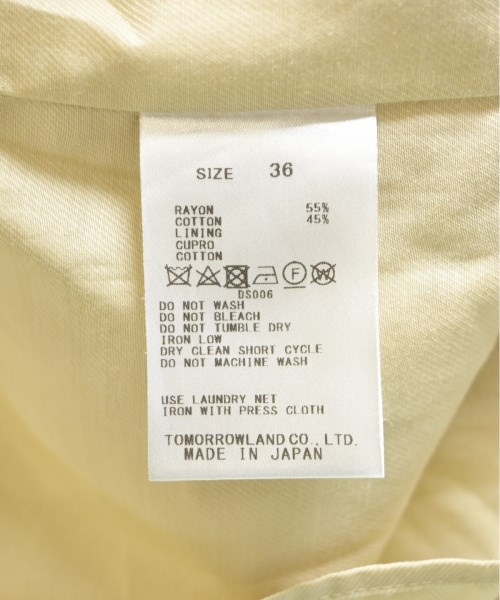 SIZE 36
RAYON 55%
COTTON 45%
LINING
CUPRO
COTTON
F W
DS006
DO NOT WASH
DO NOT BLEACH
DO NOT TUMBLE DRY
IRON LOW
DRY CLEAN SHORT CYCLE
DO NOT MACHINE WASH
USE LAUNDRY NET
IRON WITH PRESS CLOTH
TOMORROWLAND CO., LTD.
MADE IN JAPAN